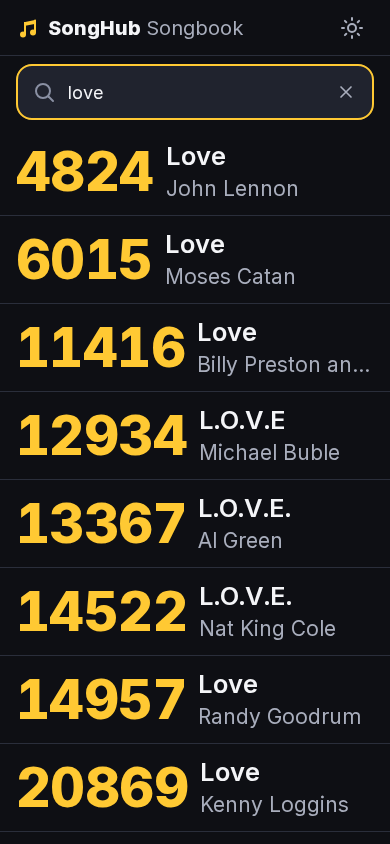 SongHub Songbook
love
4824 Love
John Lennon
6015 Love
Moses Catan
11416 Love
Billy Preston an...
12934 L.O.V.E
Michael Buble
13367 L.O.V.E.
Al Green
14522 L.O.V.E.
Nat King Cole
14957 Love
Randy Goodrum
20869 Love
Kenny Loggins